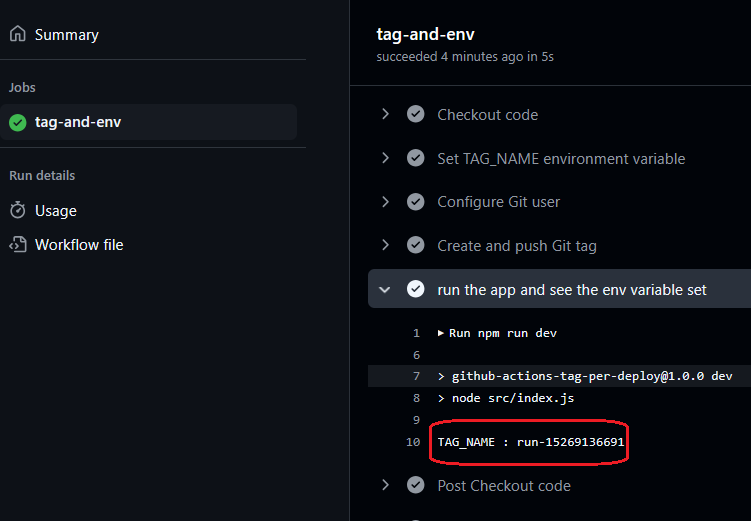 Summary
Jobs
tag-and-env
Run details
Usage
Workflow file
tag-and-env
succeeded 4 minutes ago in 5s
Checkout code
Set TAG_NAME environment variable
Configure Git user
Create and push Git tag
run the app and see the env variable set
1 Run npm run dev
6
7 > github-actions-tag-per-deploy@1.0.0 dev
8 > node src/index.js
9
10 TAG_NAME : run-15269136691
Post Checkout code